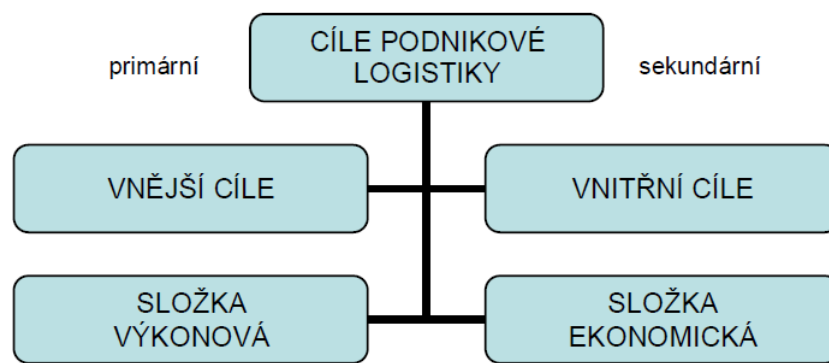 CÍLE PODNIKOVÉ
LOGISTIKY
primární
sekundární
VNĚJŠÍ CÍLE
VNITŘNÍ CÍLE
SLOŽKA
VÝKONOVÁ
SLOŽKA
EKONOMICKÁ